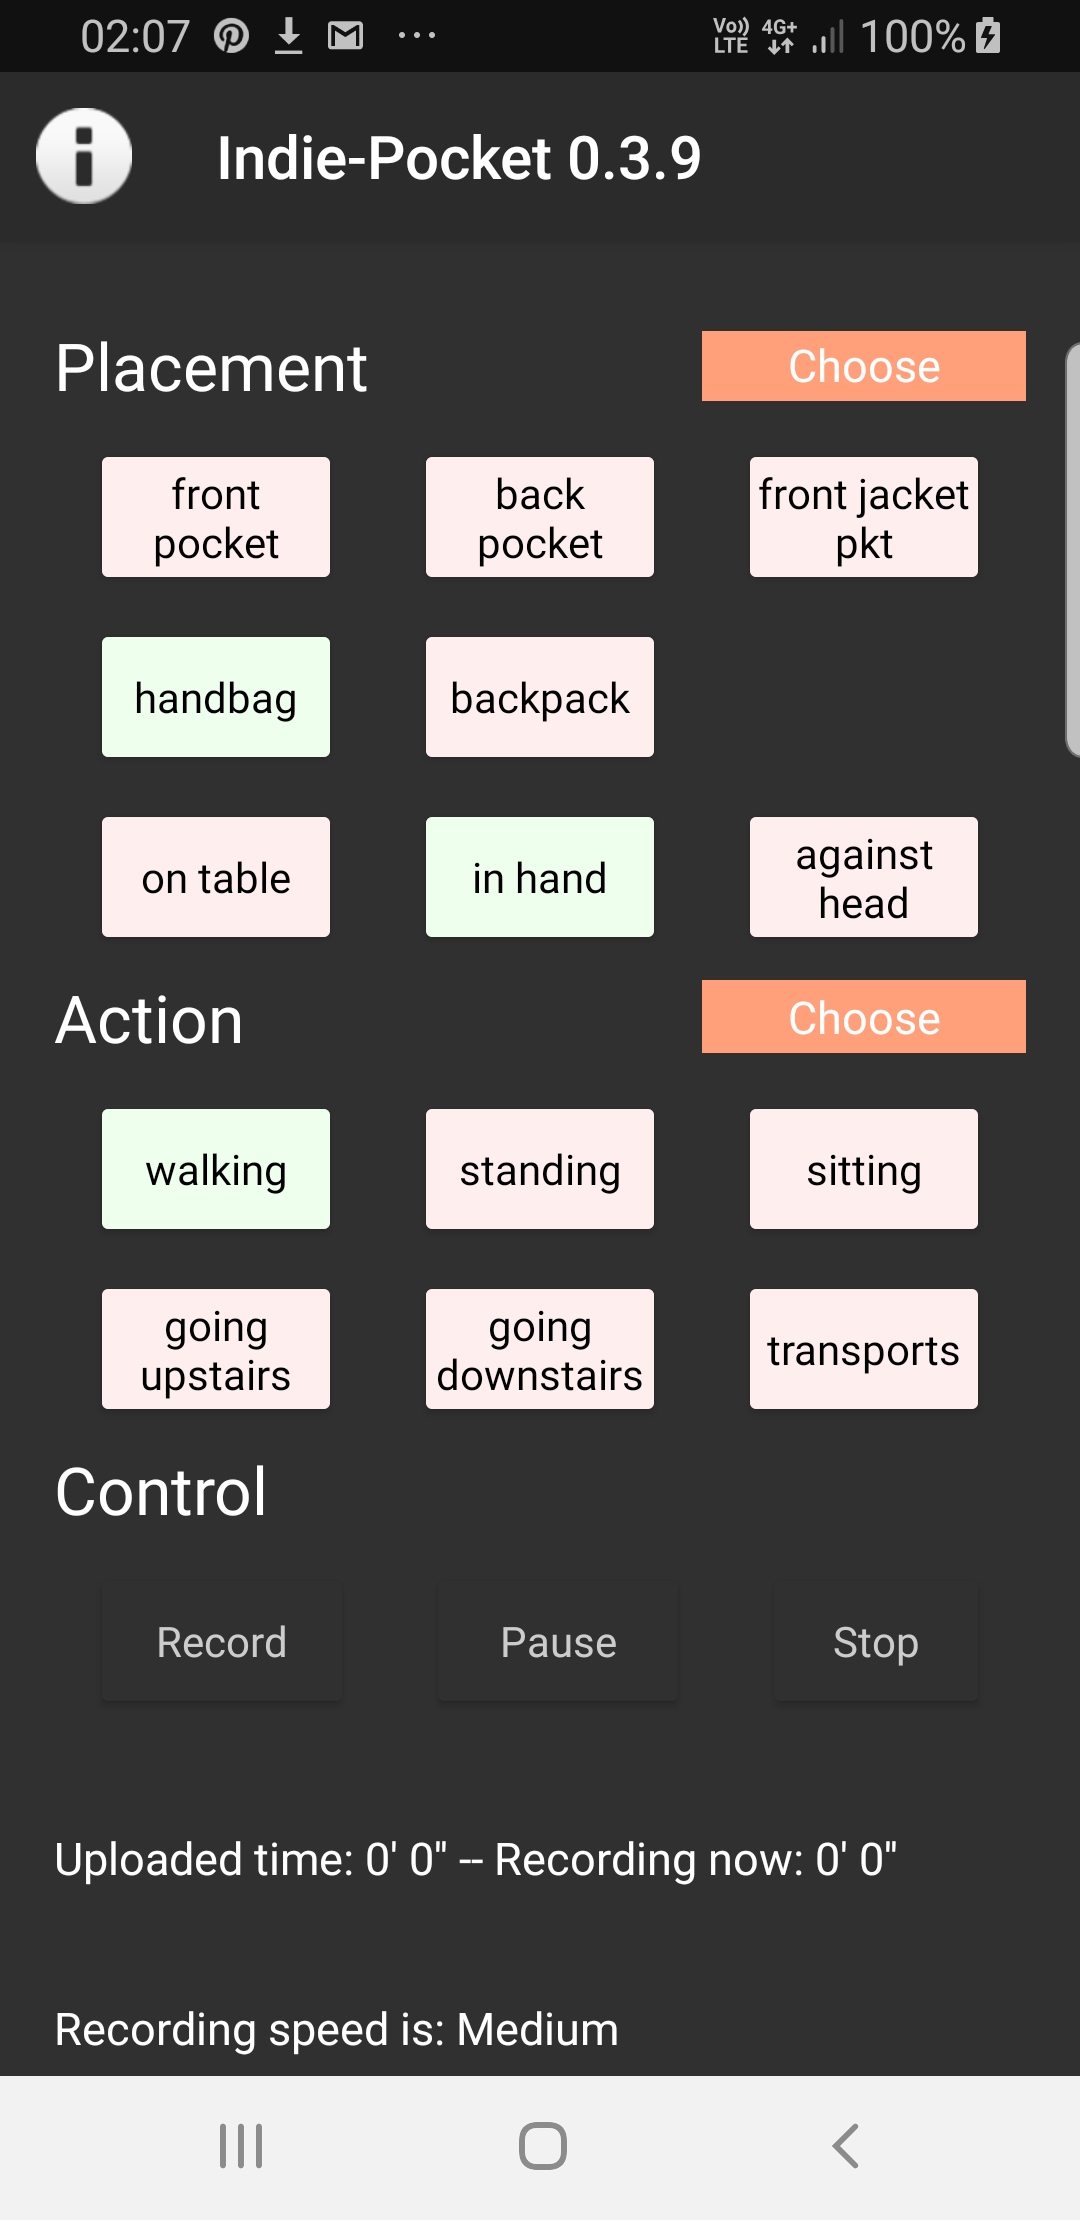 02:07 Vo)) LTE 4G+ 100%
Indie-Pocket 0.3.9
Placement Choose
front pocket
back pocket
front jacket pkt
handbag backpack
on table in hand
against head
Action Choose
walking standing sitting
going upstairs
going downstairs
transports
Control
Record Pause Stop
Uploaded time: 0' 0" -- Recording now: 0' 0"
Recording speed is: Medium